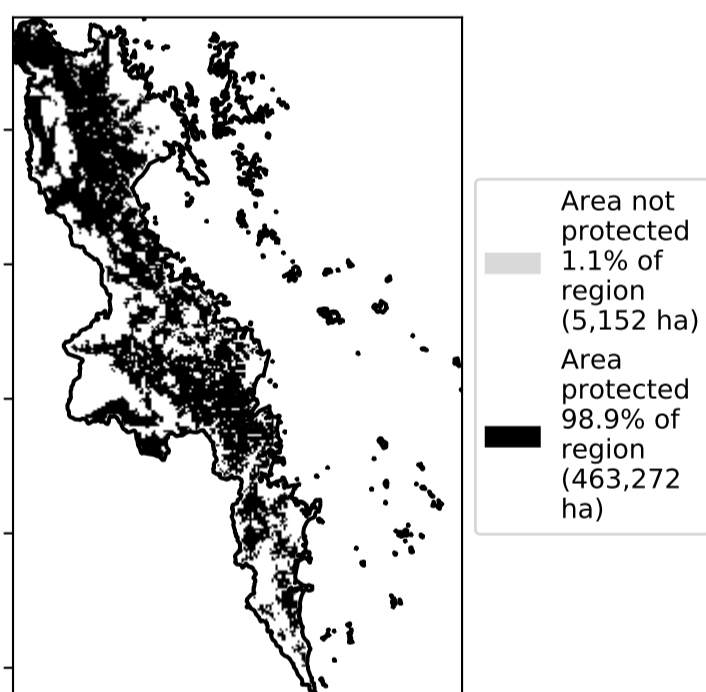 Area not
protected
1.1% of
region
(5,152 ha)
Area
protected
98.9% of
region
(463,272
ha)